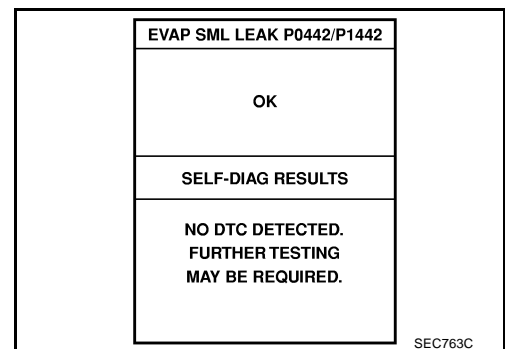 EVAP SML LEAK P0442/P1442
OK
SELF-DIAG RESULTS
NO DTC DETECTED.
FURTHER TESTING
MAY BE REQUIRED.
SEC763C